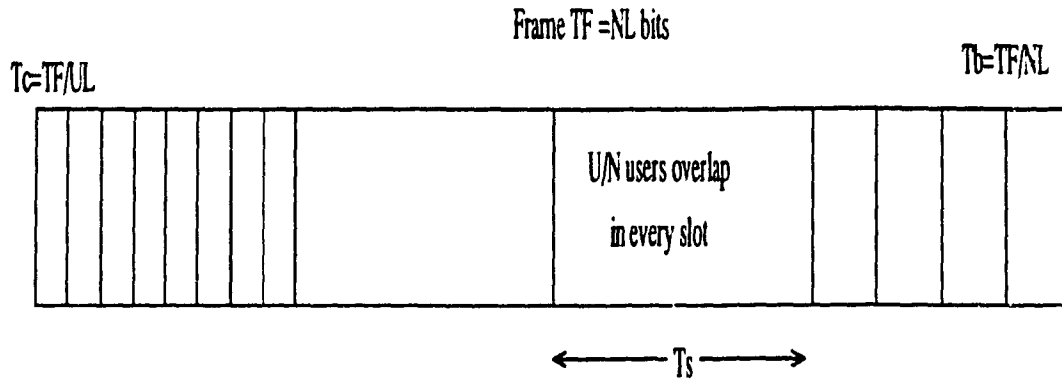 Frame TF =NL bits
Tc=TF/UL
Tb=TF/NL
U/N users overlap
in every slot
Ts